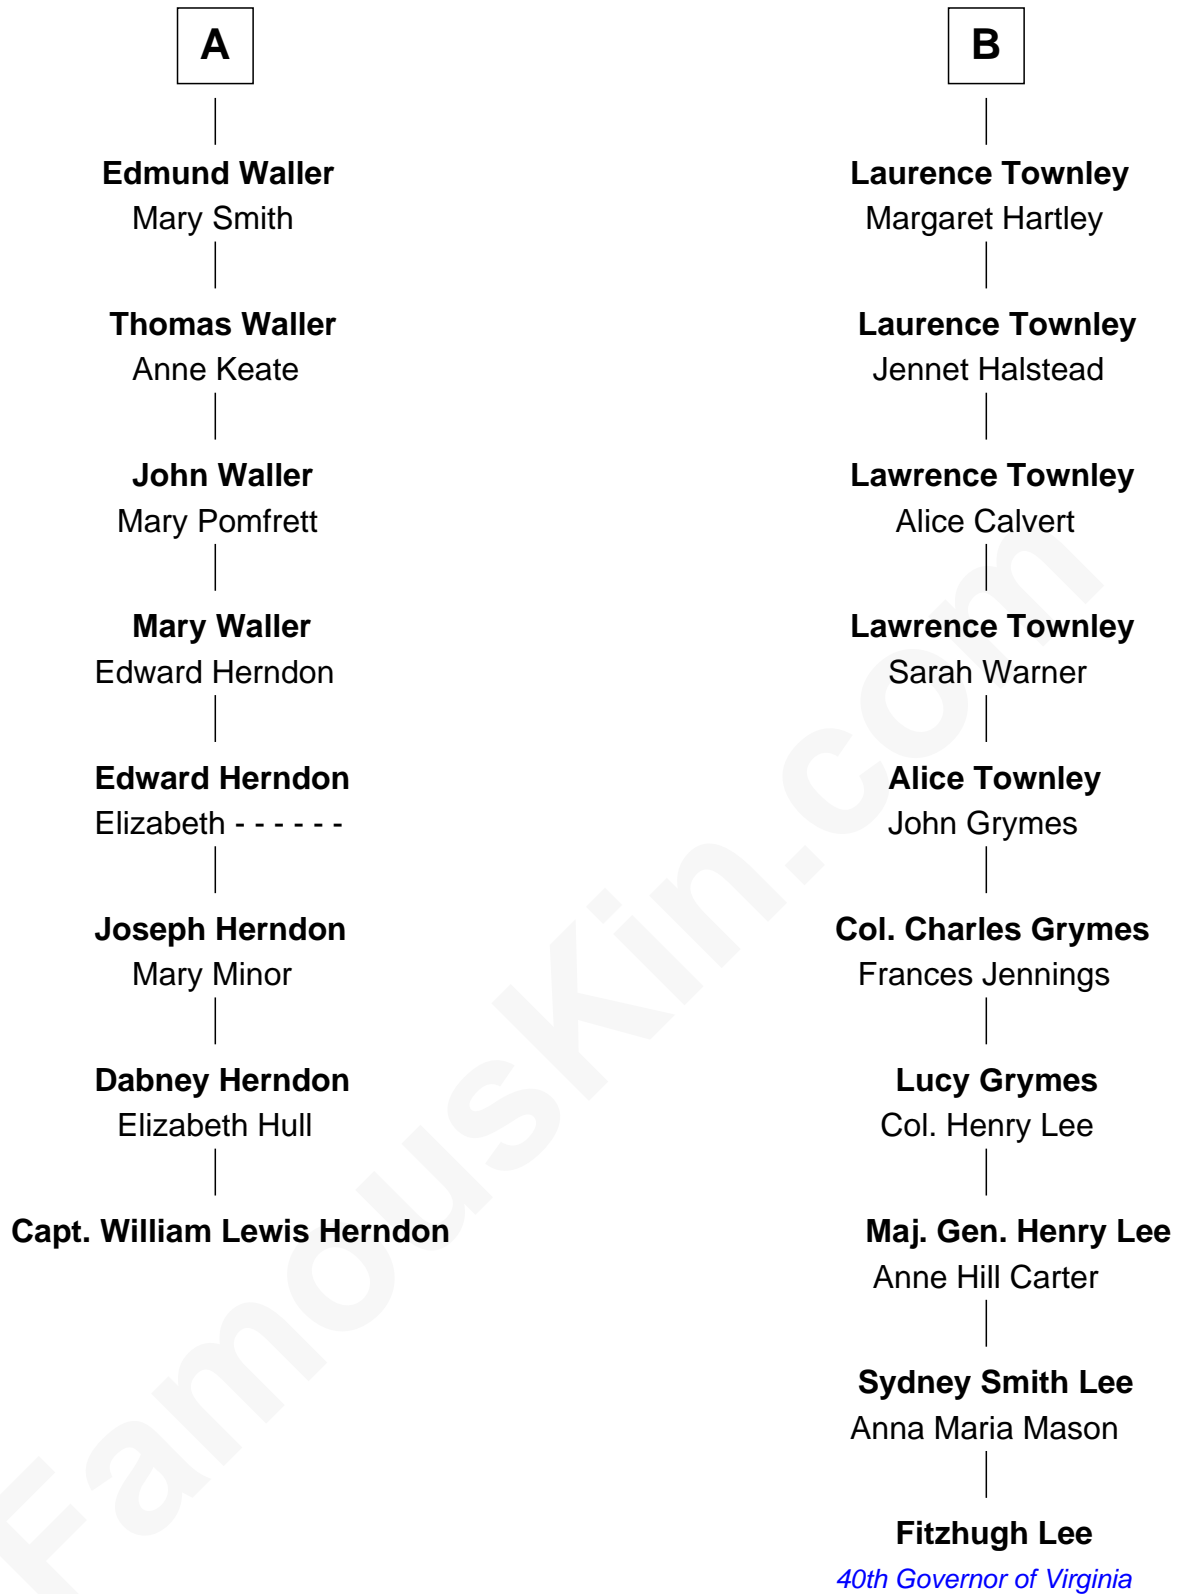 A
Edmund Waller
Mary Smith
Thomas Waller
Anne Keate
John Waller
Mary Pomfrett
Mary Waller
Edward Herndon
Edward Herndon
Elizabeth - - - - - -
Joseph Herndon
Mary Minor
Dabney Herndon
Elizabeth Hull
Capt. William Lewis Herndon
B
Laurence Townley
Margaret Hartley
Laurence Townley
Jennet Halstead
Lawrence Townley
Alice Calvert
Lawrence Townley
Sarah Warner
Alice Townley
John Grymes
Col. Charles Grymes
Frances Jennings
Lucy Grymes
Col. Henry Lee
Maj. Gen. Henry Lee
Anne Hill Carter
Sydney Smith Lee
Anna Maria Mason
Fitzhugh Lee
40th Governor of Virginia
FamousKin.com